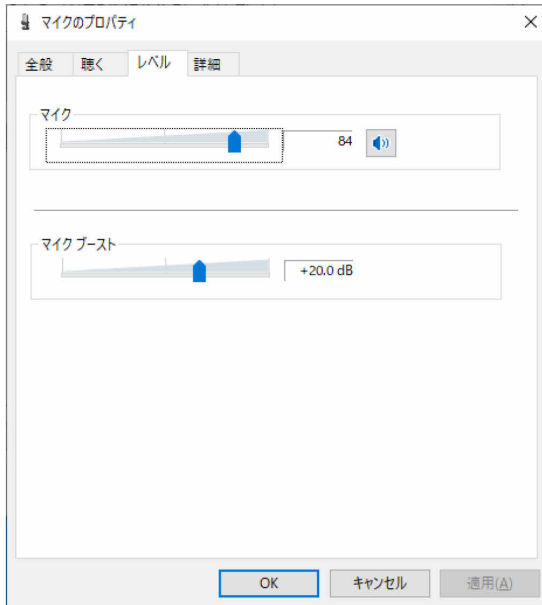 マイクのプロパティ
全般 聴く レベル 詳細
マイク
84
マイク ブースト
+20.0 dB
OK キャンセル 適用(A)